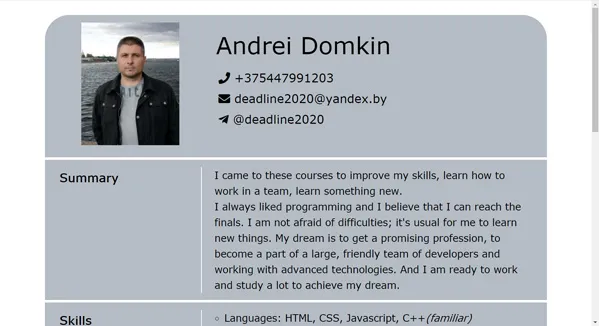 Andrei Domkin
+375447991203
deadline2020@yandex.by
@deadline2020
Summary
I came to these courses to improve my skills, learn how to
work in a team, learn something new.
I always liked programming and I believe that I can reach the
finals. I am not afraid of difficulties; it's usual for me to learn
new things. My dream is to get a promising profession, to
become a part of a large, friendly team of developers and
working with advanced technologies. And I am ready to work
and study a lot to achieve my dream.
Skills
Languages: HTML, CSS, Javascript, C++(familiar)